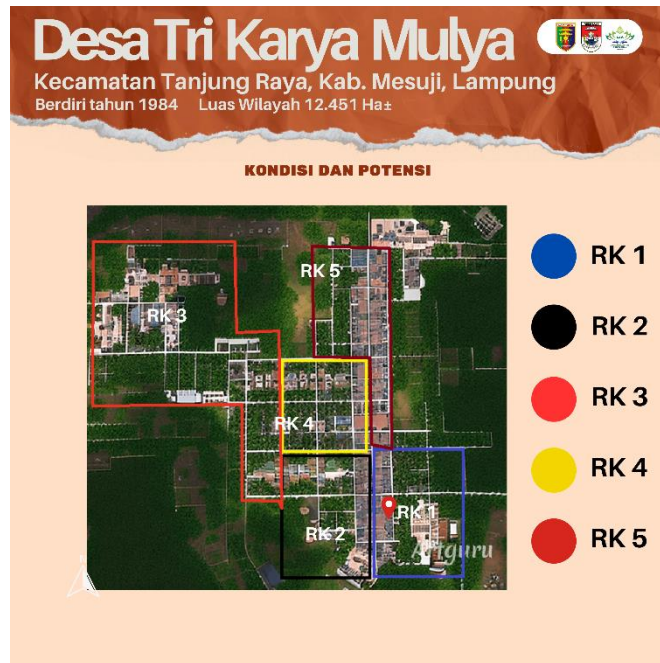 Desa Tri Karya Mulya
Kecamatan Tanjung Raya, Kab. Mesuji, Lampung
Berdiri tahun 1984 Luas Wilayah 12.451 Ha±
KONDISI DAN POTENSI
RK 5
RK 3
RK 4
RK 2
RK 1
Artguru
RK 1
RK 2
RK 3
RK 4
RK 5